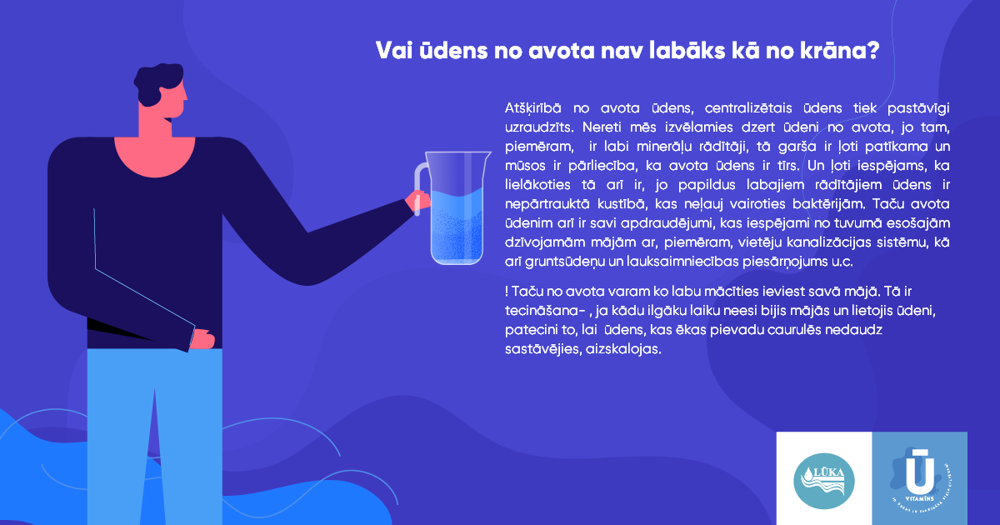 Vai ūdens no avota nav labāks kā no krāna?
Atšķirībā no avota ūdens, centralizētais ūdens tiek pastāvīgi
uzraudzīts. Nereti mēs izvēlamies dzert ūdeni no avota, jo tam,
piemēram, ir labi minerāļu rādītāji, tā garša ir ļoti patīkama un
mūsos ir pārliecība, ka avota ūdens ir tīrs. Un ļoti iespējams, ka
lielākoties tā arī ir, jo papildus labajiem rādītājiem ūdens ir
nepārtrauktā kustībā, kas neļauj vairoties baktērijām. Taču avota
ūdenim arī ir savi apdraudējumi, kas iespējami no tuvumā esošajām
dzīvojamām mājām ar, piemēram, vietēju kanalizācijas sistēmu, kā
arī gruntsūdeņu un lauksaimniecības piesārņojums u.c.
! Taču no avota varam ko labu mācīties ieviest savā mājā. Tā ir
tecināšana- , ja kādu ilgāku laiku neesi bijis mājās un lietojis ūdeni,
patecini to, lai ūdens, kas ēkas pievadu caurulēs nedaudz
sastāvējies, aizskalojas.
LŪKA
Ū
VITAMĪNS